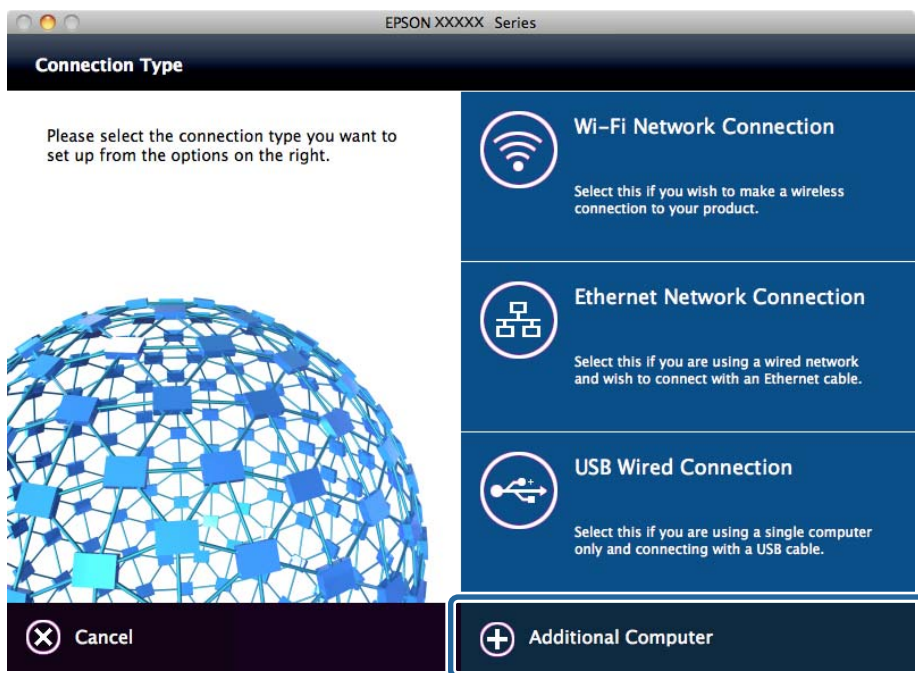 EPSON XXXXX Series
Connection Type
Please select the connection type you want to
set up from the options on the right.
Wi-Fi Network Connection
Select this if you wish to make a wireless
connection to your product.
Ethernet Network Connection
Select this if you are using a wired network
and wish to connect with an Ethernet cable.
USB Wired Connection
Select this if you are using a single computer
only and connecting with a USB cable.
Cancel
Additional Computer